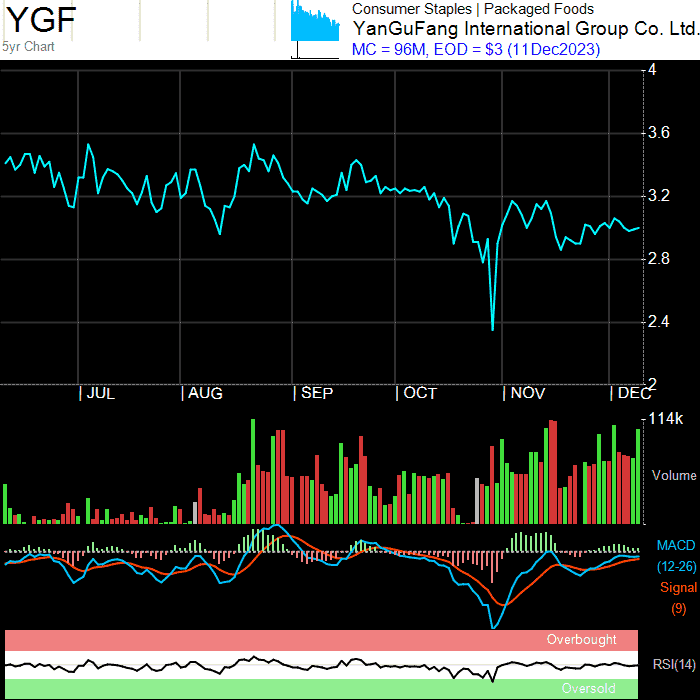 YGF
5yr Chart
Consumer Staples | Packaged Foods
YanGuFang International Group Co. Ltd.
MC = 96M, EOD = $3 (11Dec2023)
4
3.6
3.2
2.8
2.4
2
| JUL | AUG | SEP | OCT | NOV | DEC
114k
Volume
MACD
(12-26)
Signal
(9)
Overbought
RSI(14)
Oversold